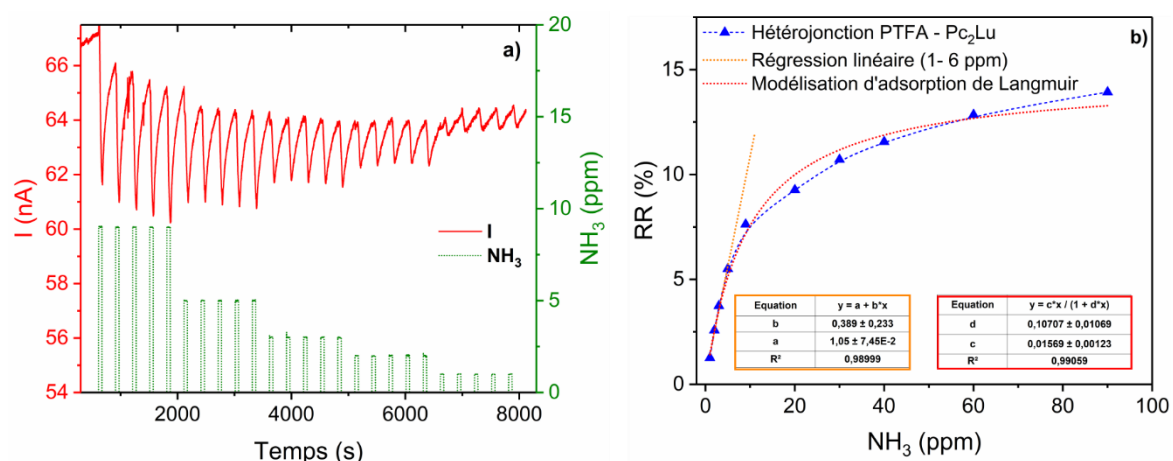 a)
I (nA)
66
64
62
60
58
56
54
2000
4000
6000
8000
Temps (s)
20
15
10
5
0
NH₃ (ppm)
I
NH₃
b)
Hétérojonction PTFA - Pc₂Lu
Régression linéaire (1- 6 ppm)
Modélisation d'adsorption de Langmuir
RR (%)
15
10
5
0
Equation y = a + b*x
b 0,389 ± 0,233
a 1,05 ± 7,45E-2
R² 0,98999
Equation y = c*x / (1 + d*x)
d 0,10707 ± 0,01069
c 0,01569 ± 0,00123
R² 0,99059
0
20
40
60
80
100
NH₃ (ppm)